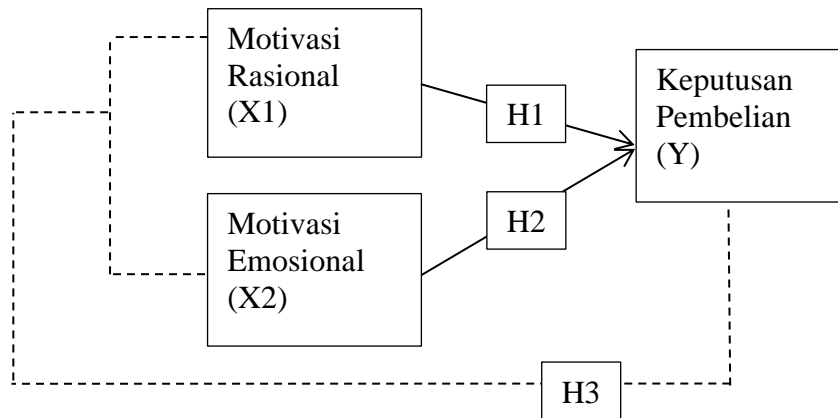 Motivasi
Rasional
(X1)
H1
Keputusan
Pembelian
(Y)
Motivasi
Emosional
(X2)
H2
H3